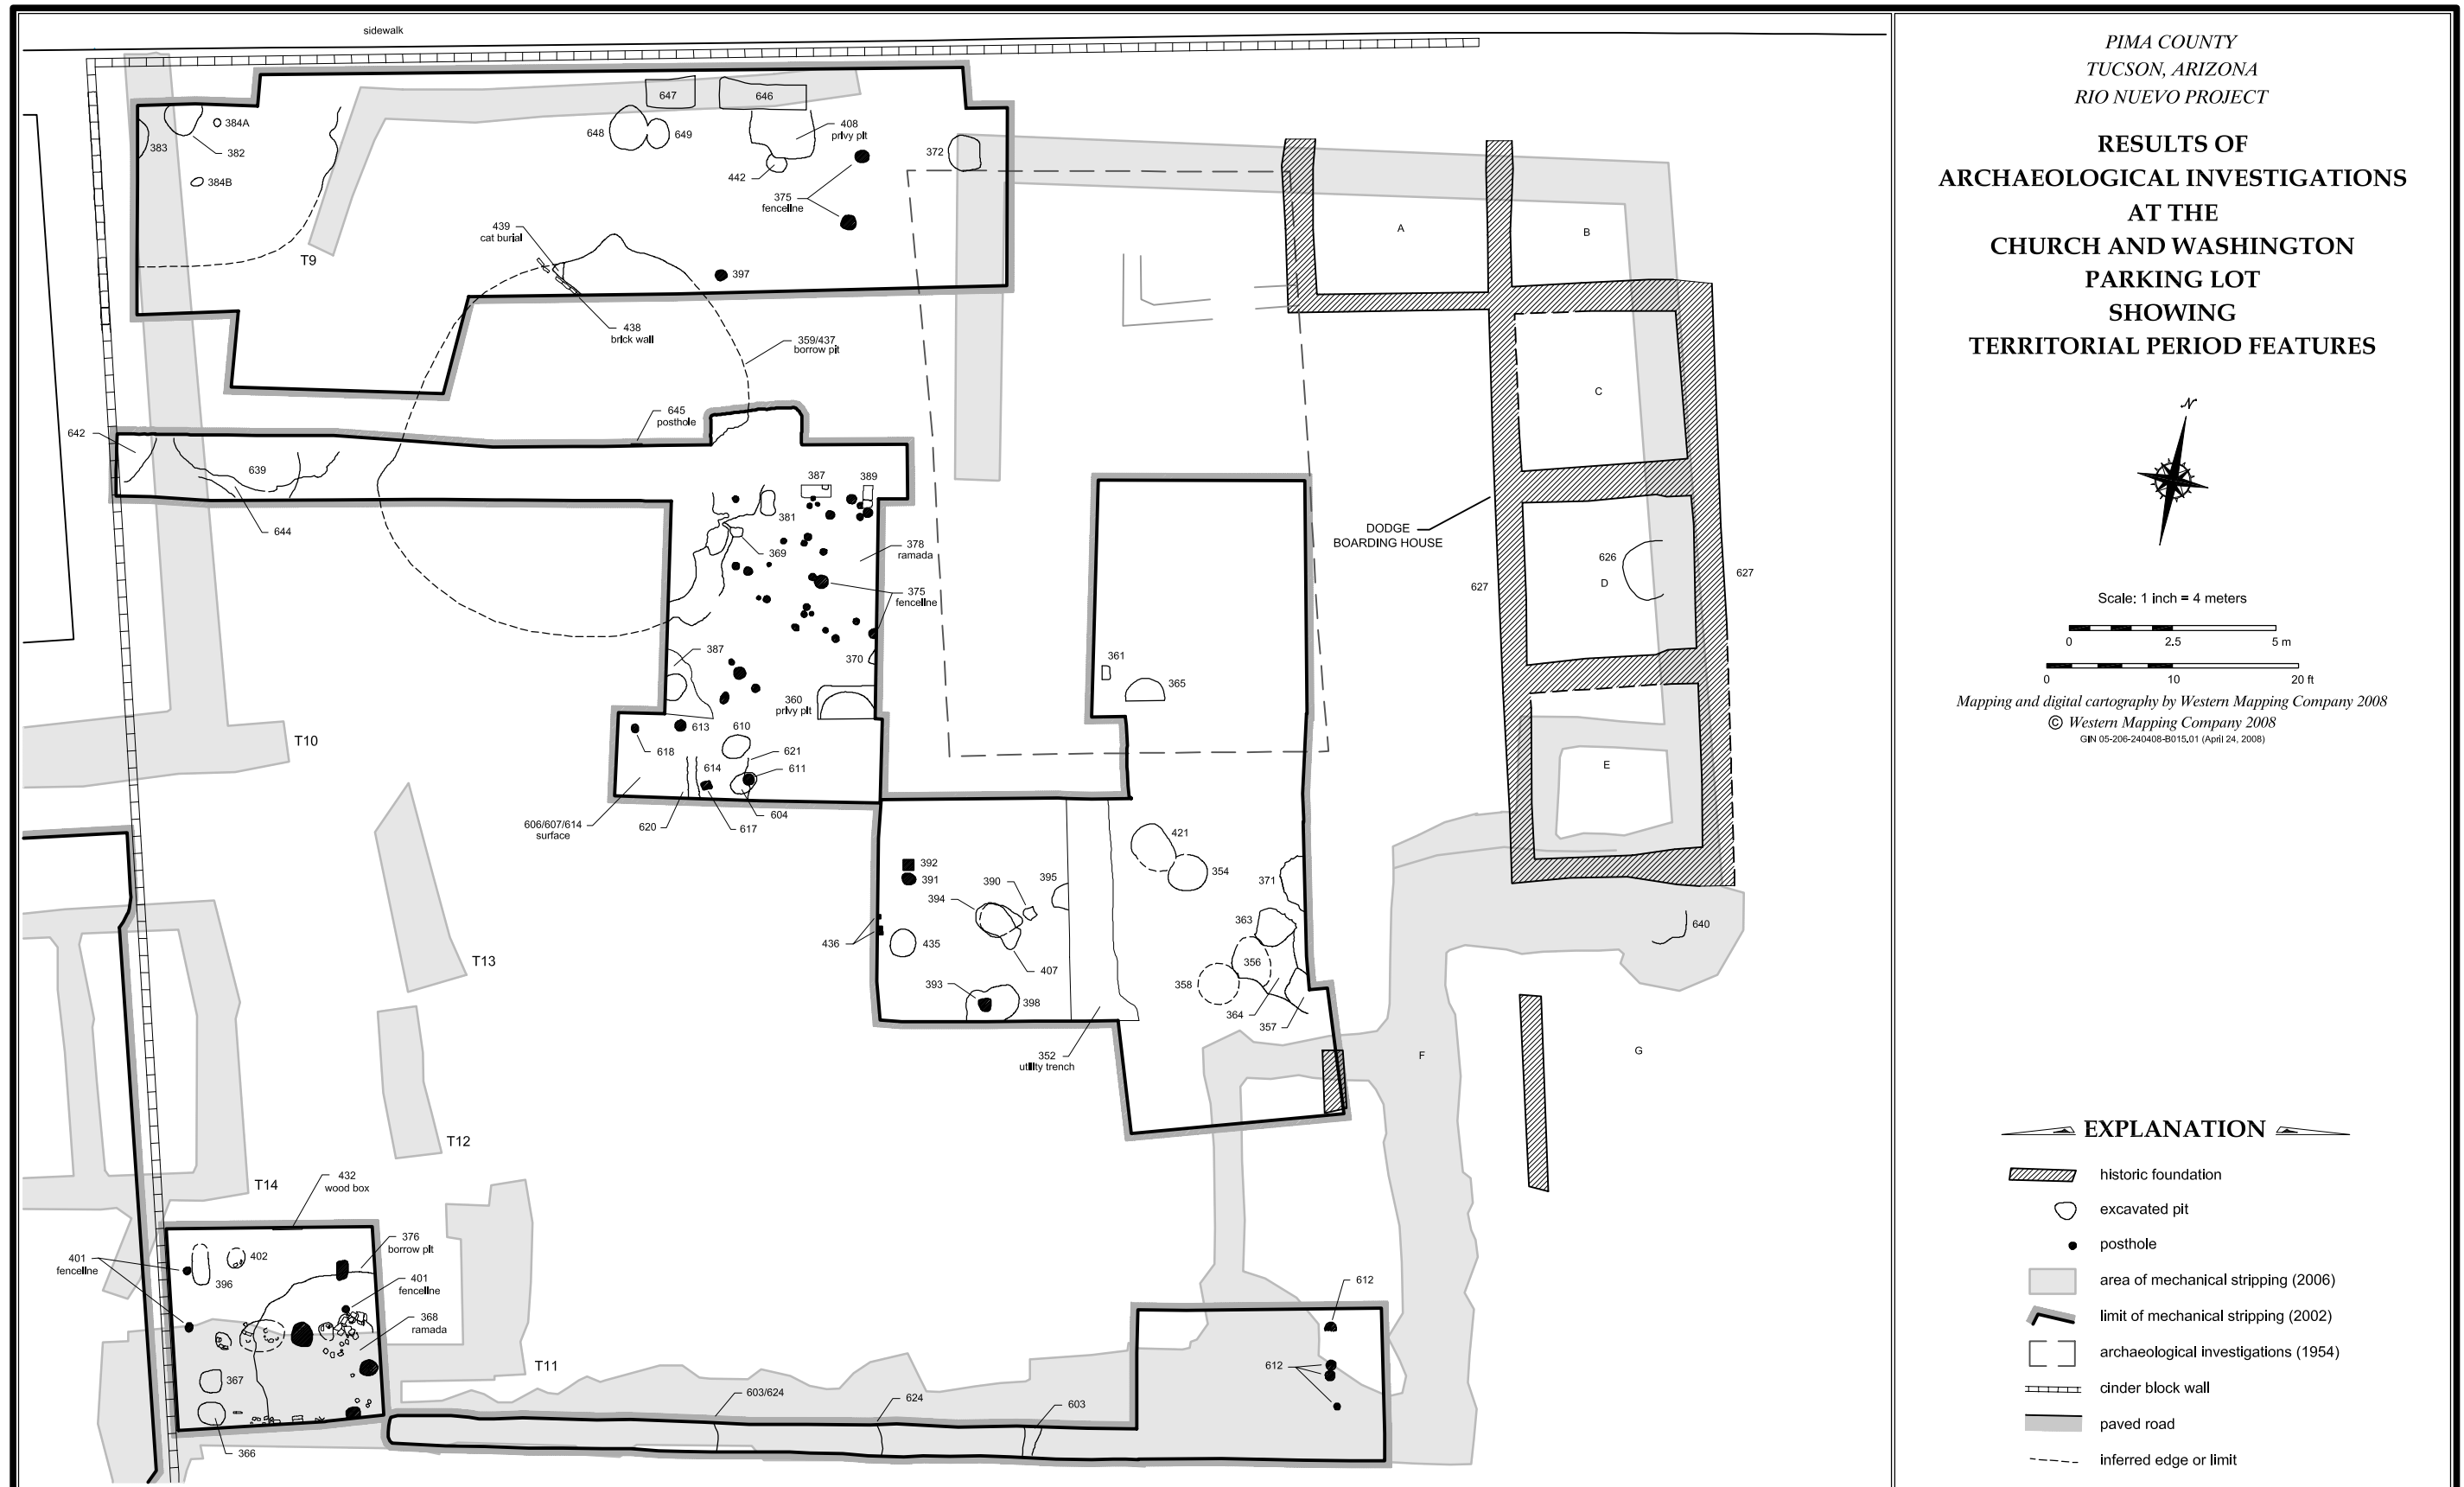 sidewalk
647
646
384A
648
649
408
privy pit
383
382
372
442
384B
375
fenceline
A
B
439
cat burial
T9
397
438
brick wall
359/437
borrow pit
C
645
posthole
642
639
387
389
381
644
DODGE
BOARDING HOUSE
378
ramada
369
626
D
627
627
375
fenceline
387
370
361
365
360
privy pit
613
610
T10
618
621
614
611
E
604
606/607/614
surface
620
617
421
392
391
354
390
395
371
394
363
640
436
435
356
T13
407
358
393
398
364
357
352
utility trench
F
G
T12
432
wood box
T14
376
borrow pit
401
fenceline
402
396
401
fenceline
612
368
ramada
T11
612
367
603/624
624
603
366
PIMA COUNTY
TUCSON, ARIZONA
RIO NUEVO PROJECT
RESULTS OF
ARCHAEOLOGICAL INVESTIGATIONS
AT THE
CHURCH AND WASHINGTON
PARKING LOT
SHOWING
TERRITORIAL PERIOD FEATURES
N
Scale: 1 inch = 4 meters
0 2.5 5 m
0 10 20 ft
Mapping and digital cartography by Western Mapping Company 2008
© Western Mapping Company 2008
GIN 05-206-240408-B015.01 (April 24, 2008)
EXPLANATION
historic foundation
excavated pit
posthole
area of mechanical stripping (2006)
limit of mechanical stripping (2002)
archaeological investigations (1954)
cinder block wall
paved road
inferred edge or limit